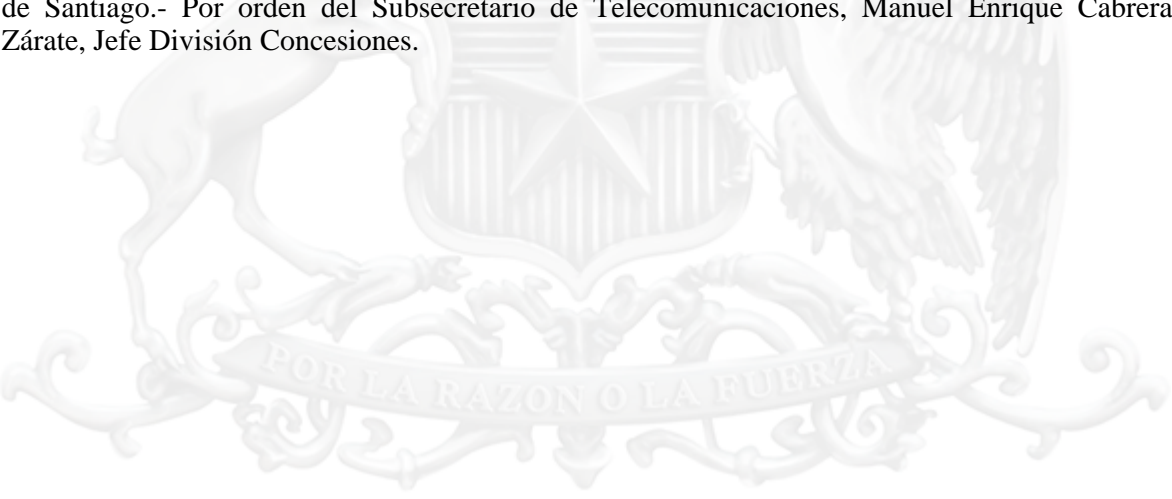 de Santiago.- Por orden del Subsecretario de Telecomunicaciones, Manuel Enrique Cabrera
Zárate, Jefe División Concesiones.
POR LA RAZON O LA FUERZA